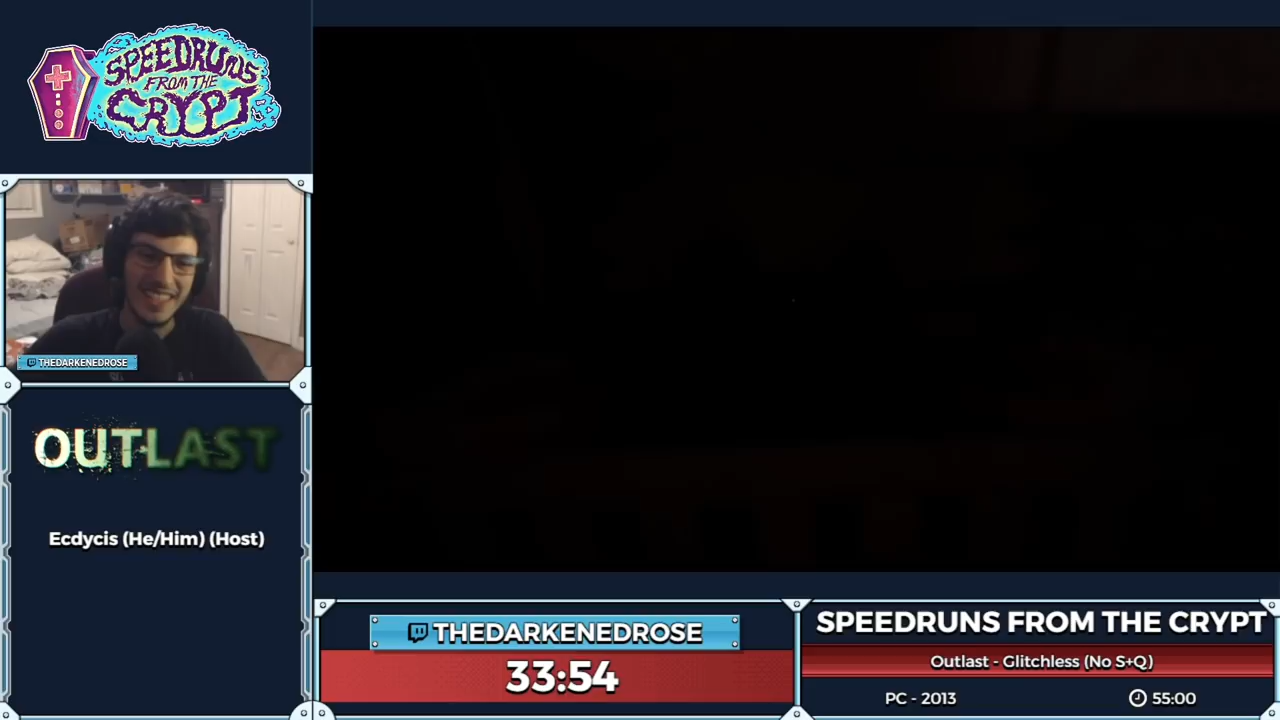 SPEEDRUNS
FROM THE
CRYPT
THEDARKENEDROSE
OUTLAST
Ecdycis (He/Him) (Host)
THEDARKENEDROSE
33:54
SPEEDRUNS FROM THE CRYPT
Outlast - Glitchless (No S+Q)
PC - 2013
55:00